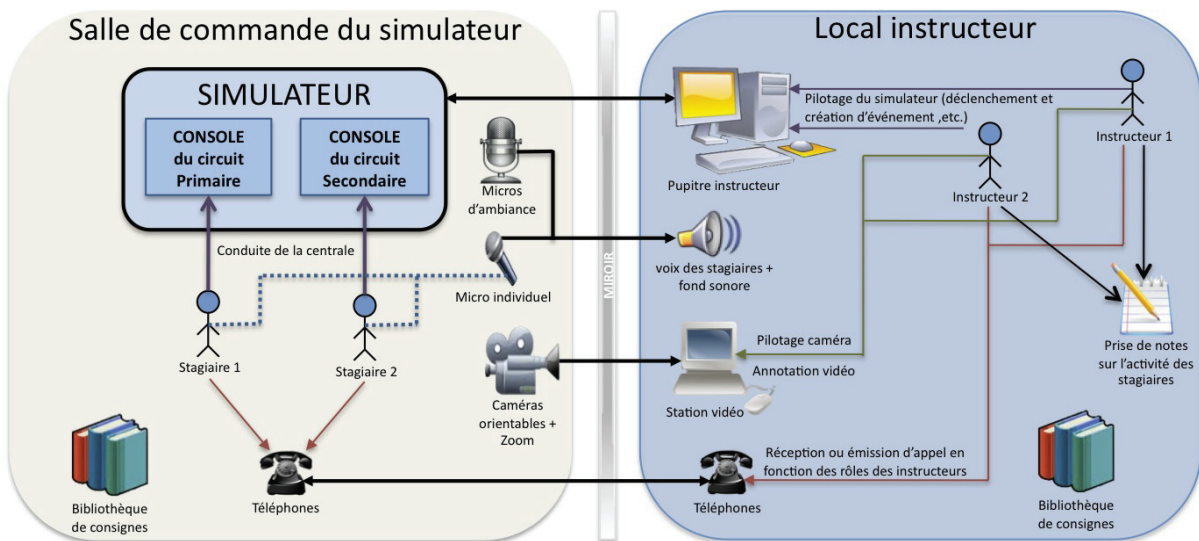 Salle de commande du simulateur
SIMULATEUR
CONSOLE
du circuit
Primaire
CONSOLE
du circuit
Secondaire
Micros
d'ambiance
Conduite de la centrale
Micro individuel
Stagiaire 1
Stagiaire 2
Caméras
orientables +
Zoom
Bibliothèque
de consignes
Téléphones
MIROIR
Local instructeur
Pilotage du simulateur (déclenchement et
création d'événement ,etc.)
Instructeur 1
Pupitre instructeur
Instructeur 2
voix des stagiaires +
fond sonore
Pilotage caméra
Annotation vidéo
Station vidéo
Prise de notes
sur l'activité des
stagiaires
Réception ou émission d'appel en
fonction des rôles des instructeurs
Téléphones
Bibliothèque
de consignes